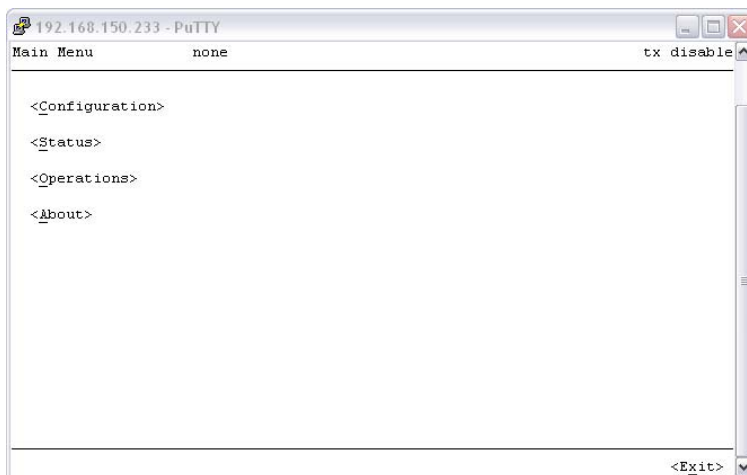 192.168.150.233 - PuTTY
Main Menu none tx disable
<Configuration>
<Status>
<Operations>
<About>
<Exit>